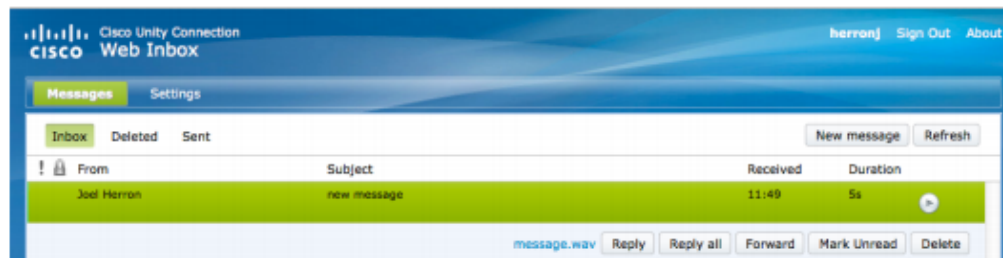 Cisco Unity Connection
CISCO Web Inbox
herronj Sign Out About
Messages Settings
Inbox Deleted Sent New message Refresh
! From Subject Received Duration
Joel Herron new message 11:49 5s
message.wav Reply Reply all Forward Mark Unread Delete